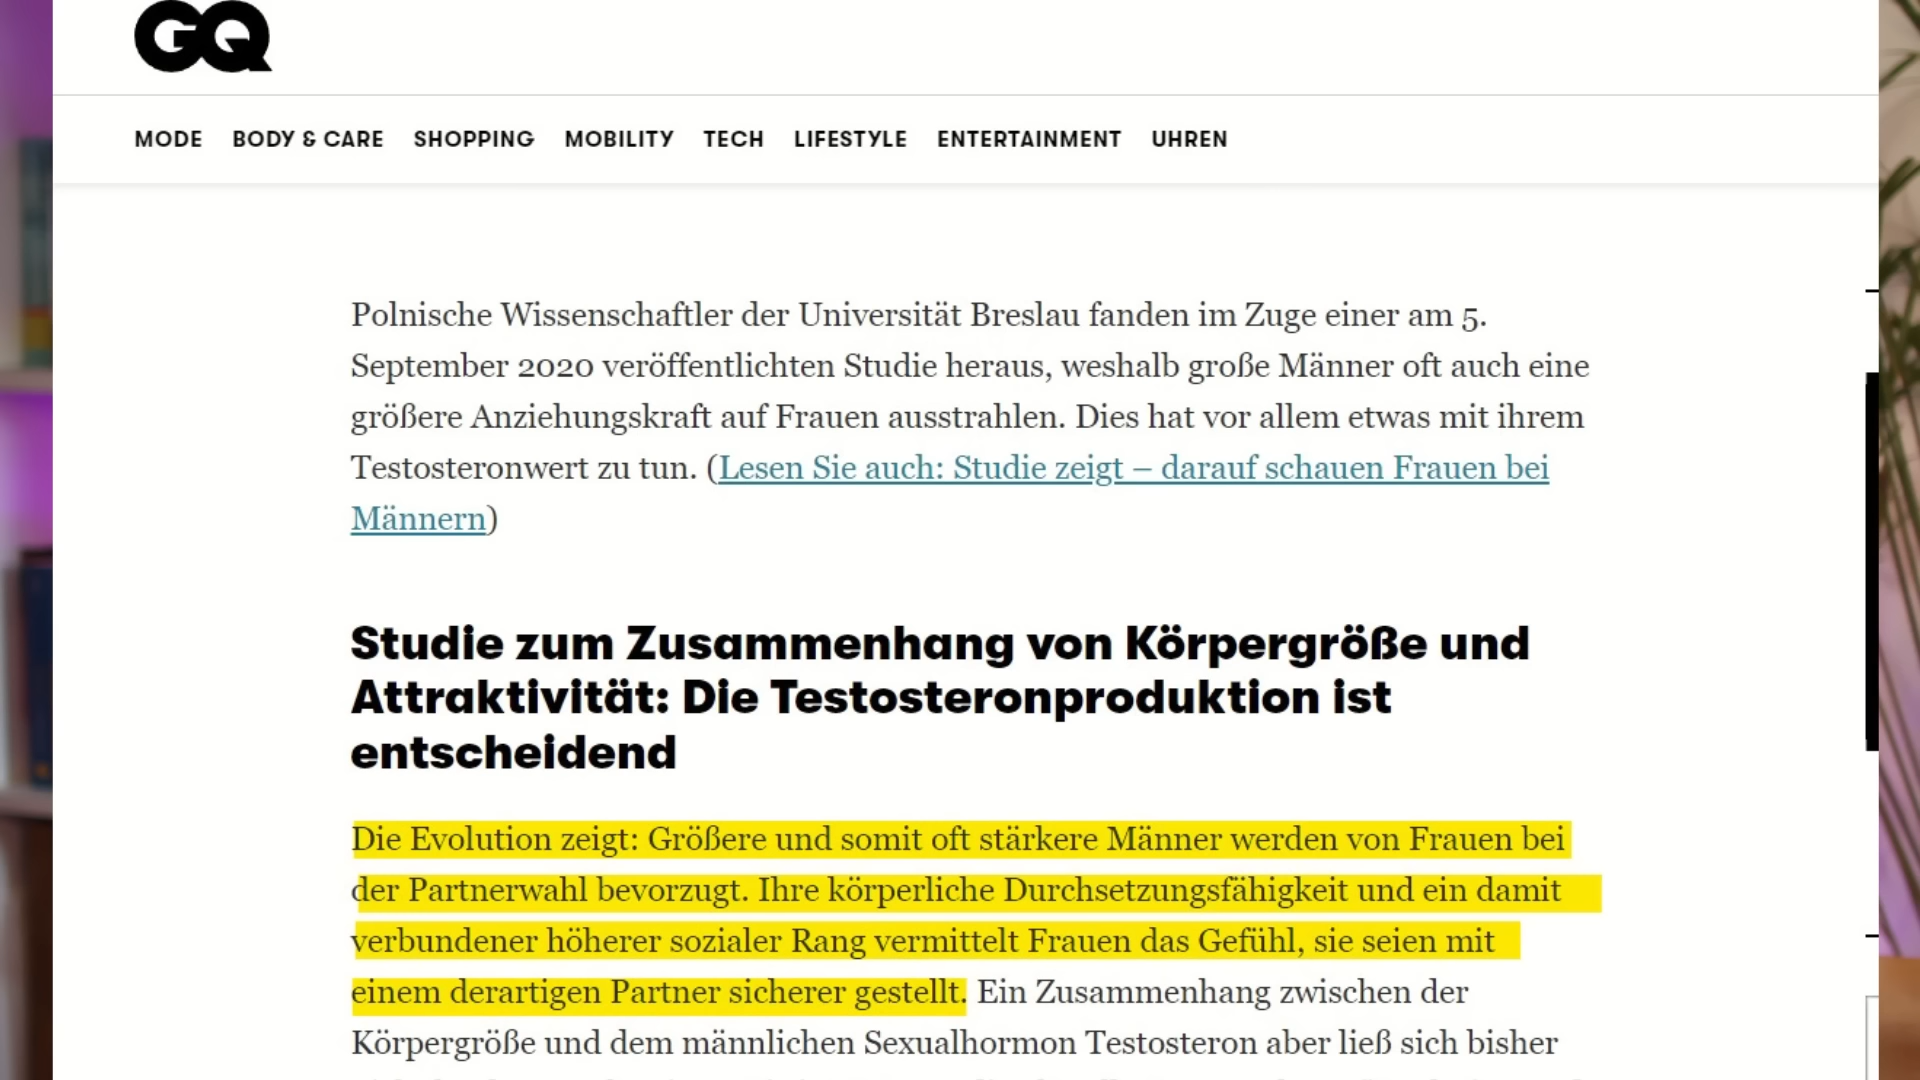 GQ
MODE BODY & CARE SHOPPING MOBILITY TECH LIFESTYLE ENTERTAINMENT UHREN
Polnische Wissenschaftler der Universität Breslau fanden im Zuge einer am 5.
September 2020 veröffentlichten Studie heraus, weshalb große Männer oft auch eine
größere Anziehungskraft auf Frauen ausstrahlen. Dies hat vor allem etwas mit ihrem
Testosteronwert zu tun. (Lesen Sie auch: Studie zeigt – darauf schauen Frauen bei
Männern)
Studie zum Zusammenhang von Körpergröße und
Attraktivität: Die Testosteronproduktion ist
entscheidend
Die Evolution zeigt: Größere und somit oft stärkere Männer werden von Frauen bei
der Partnerwahl bevorzugt. Ihre körperliche Durchsetzungsfähigkeit und ein damit
verbundener höherer sozialer Rang vermittelt Frauen das Gefühl, sie seien mit
einem derartigen Partner sicherer gestellt. Ein Zusammenhang zwischen der
Körpergröße und dem männlichen Sexualhormon Testosteron aber ließ sich bisher